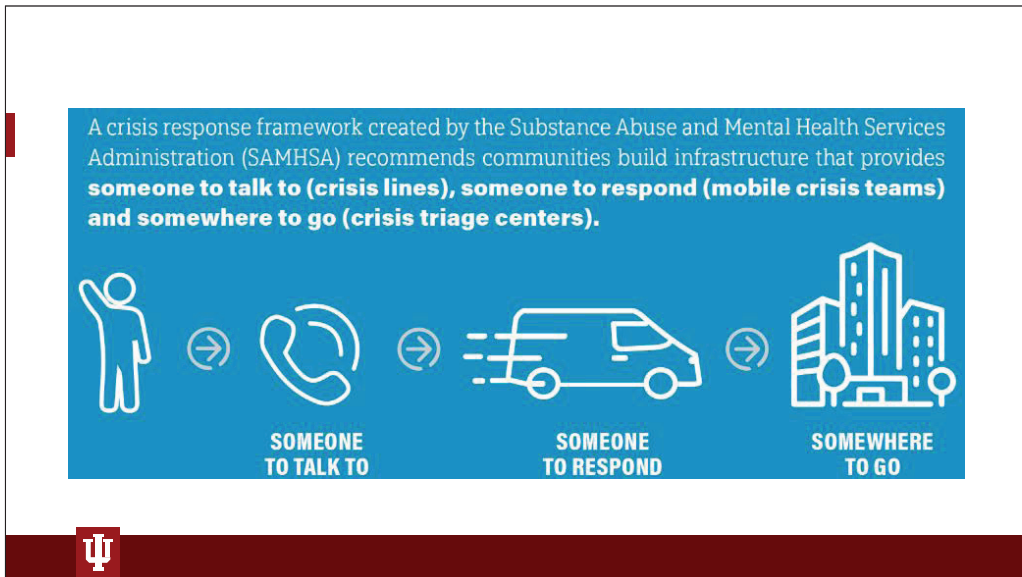 A crisis response framework created by the Substance Abuse and Mental Health Services
Administration (SAMHSA) recommends communities build infrastructure that provides
someone to talk to (crisis lines), someone to respond (mobile crisis teams)
and somewhere to go (crisis triage centers).
SOMEONE
TO TALK TO
SOMEONE
TO RESPOND
SOMEWHERE
TO GO